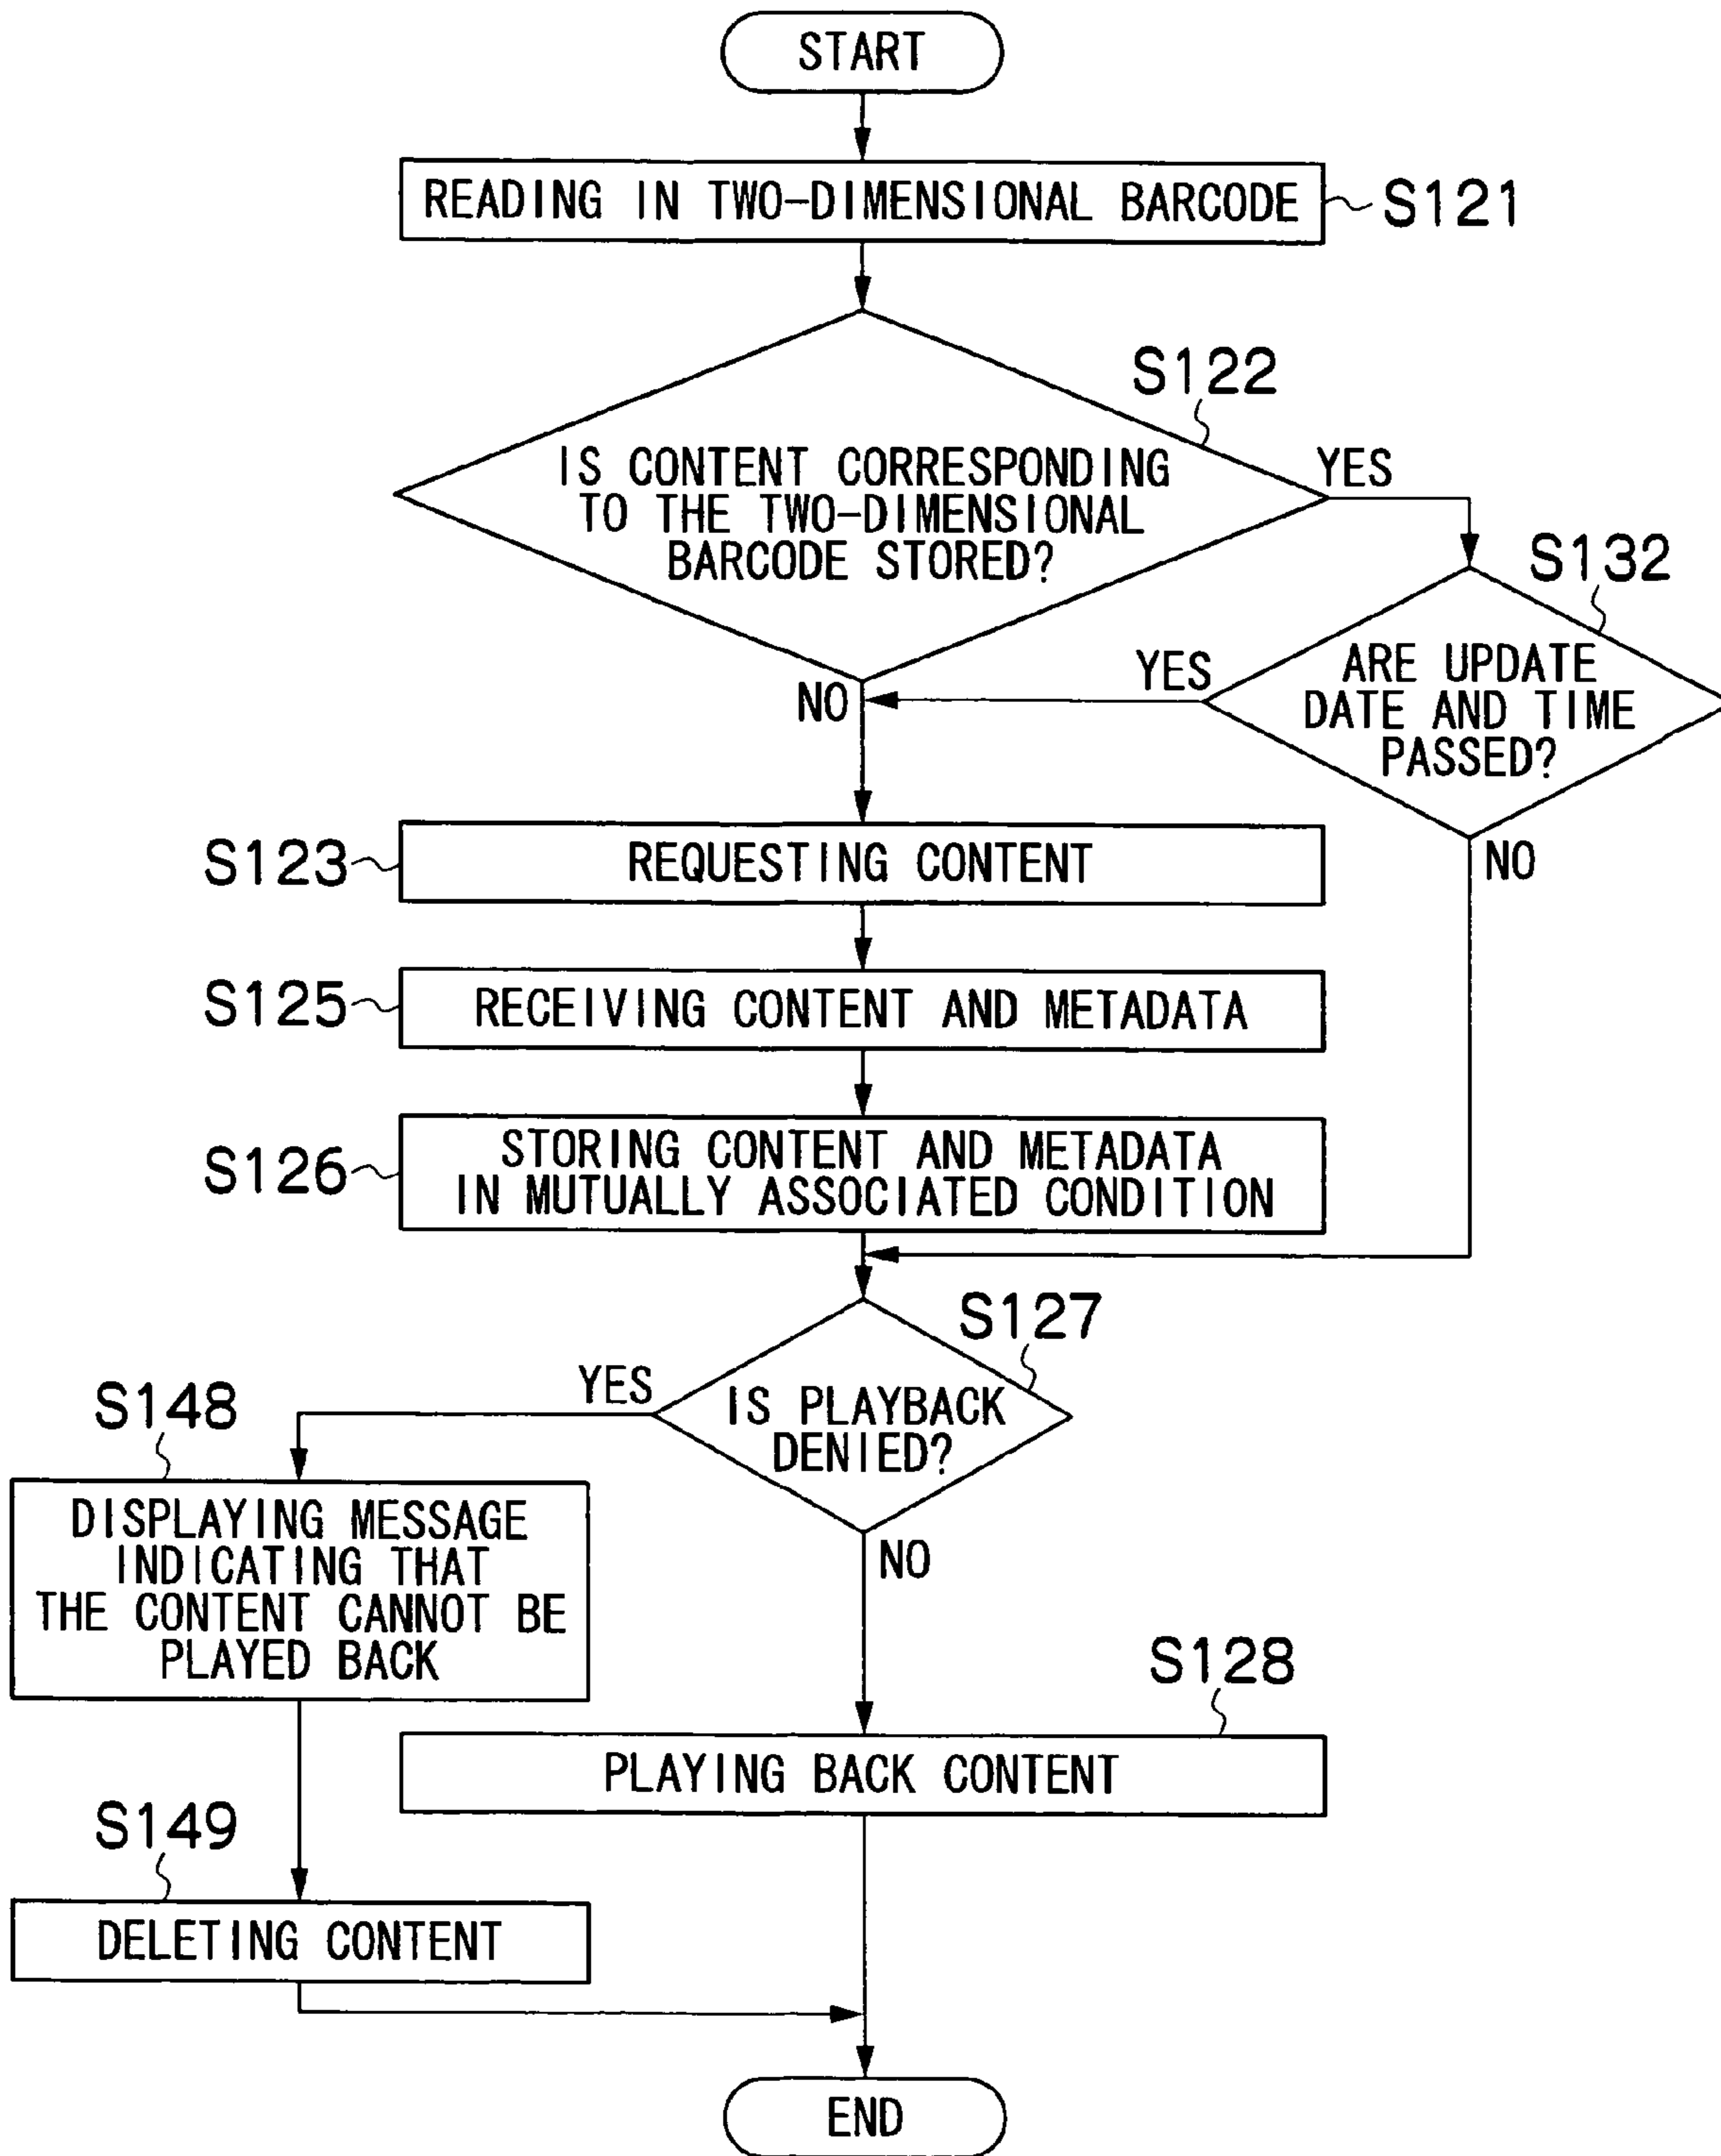 START
READING IN TWO-DIMENSIONAL BARCODE
S121
S122
IS CONTENT CORRESPONDING
TO THE TWO-DIMENSIONAL
BARCODE STORED?
YES
NO
S132
ARE UPDATE
DATE AND TIME
PASSED?
YES
NO
S123
REQUESTING CONTENT
S125
RECEIVING CONTENT AND METADATA
S126
STORING CONTENT AND METADATA
IN MUTUALLY ASSOCIATED CONDITION
S127
IS PLAYBACK
DENIED?
YES
NO
S148
DISPLAYING MESSAGE
INDICATING THAT
THE CONTENT CANNOT BE
PLAYED BACK
S128
PLAYING BACK CONTENT
S149
DELETING CONTENT
END